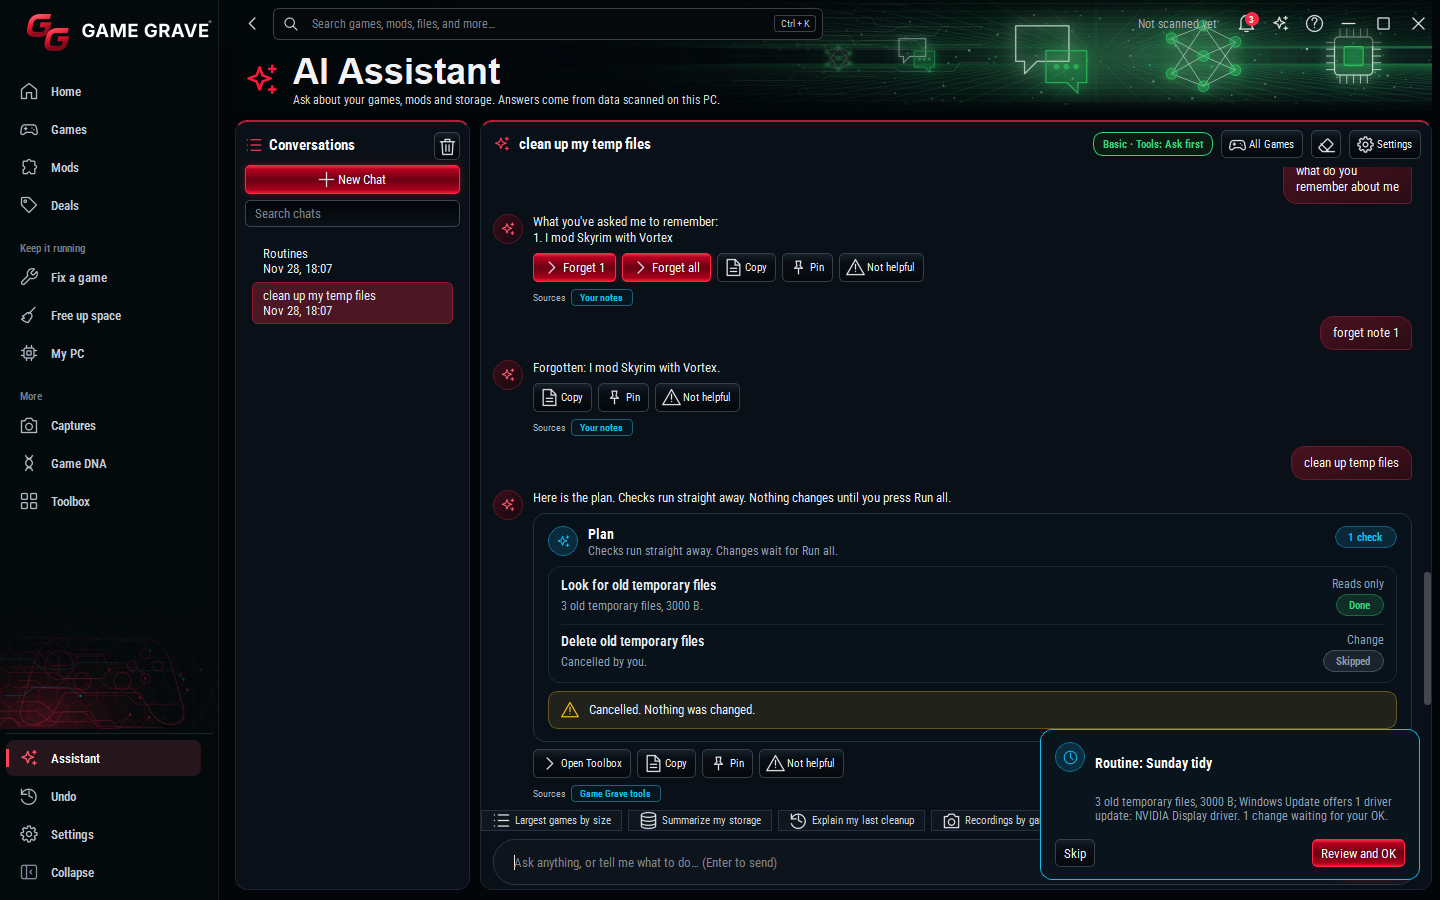 GG GAME GRAVE
Home
Games
Mods
Deals
Keep it running
Fix a game
Free up space
My PC
More
Captures
Game DNA
Toolbox
Assistant
Undo
Settings
Collapse
Search games, mods, files, and more...
Ctrl + K
Not scanned yet
3
AI Assistant
Ask about your games, mods and storage. Answers come from data scanned on this PC.
Conversations
New Chat
Search chats
Routines
Nov 28, 18:07
clean up my temp files
Nov 28, 18:07
clean up my temp files
Basic · Tools: Ask first
All Games
Settings
what do you
remember about me
What you've asked me to remember:
1. I mod Skyrim with Vortex
Forget 1
Forget all
Copy
Pin
Not helpful
Sources
Your notes
forget note 1
Forgotten: I mod Skyrim with Vortex.
Copy
Pin
Not helpful
Sources
Your notes
clean up temp files
Here is the plan. Checks run straight away. Nothing changes until you press Run all.
Plan
Checks run straight away. Changes wait for Run all.
1 check
Look for old temporary files
3 old temporary files, 3000 B.
Reads only
Done
Delete old temporary files
Cancelled by you.
Change
Skipped
Cancelled. Nothing was changed.
Open Toolbox
Copy
Pin
Not helpful
Sources
Game Grave tools
Largest games by size
Summarize my storage
Explain my last cleanup
Recordings by
Ask anything, or tell me what to do... (Enter to send)
Routine: Sunday tidy
3 old temporary files, 3000 B; Windows Update offers 1 driver
update: NVIDIA Display driver. 1 change waiting for your OK.
Skip
Review and OK